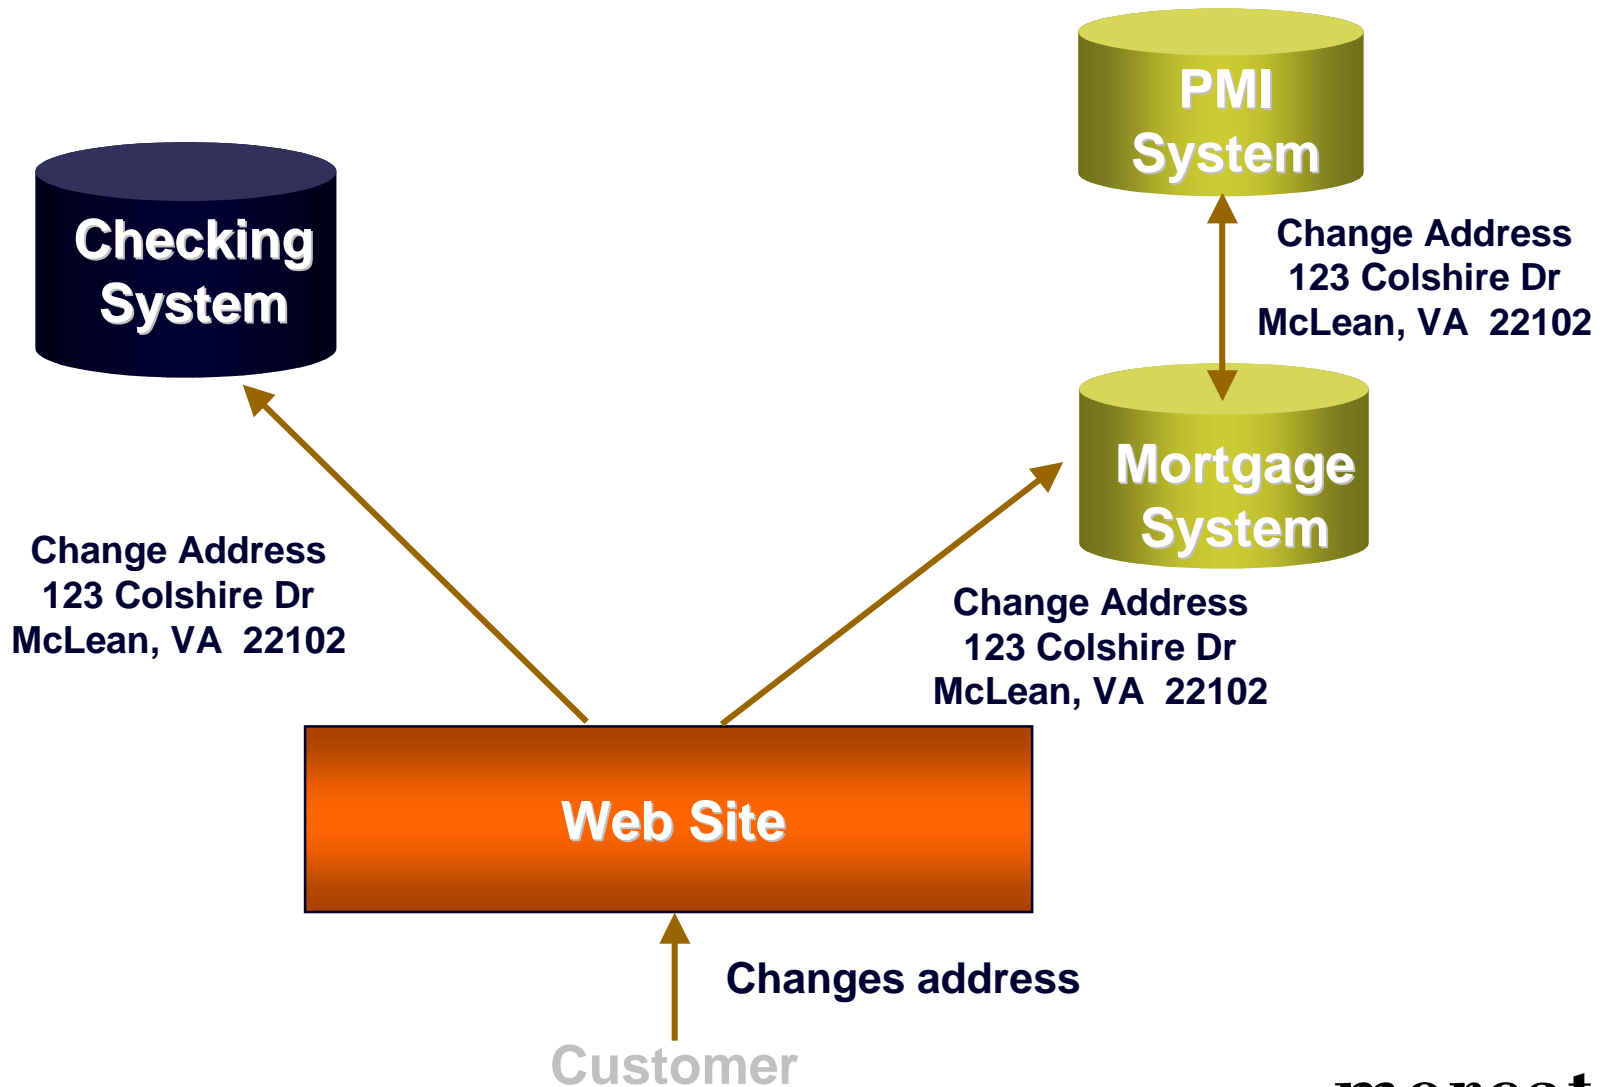 PMI
System
Checking
System
Change Address
123 Colshire Dr
McLean, VA 22102
Mortgage
System
Change Address
123 Colshire Dr
McLean, VA 22102
Change Address
123 Colshire Dr
McLean, VA 22102
Web Site
Changes address
Customer